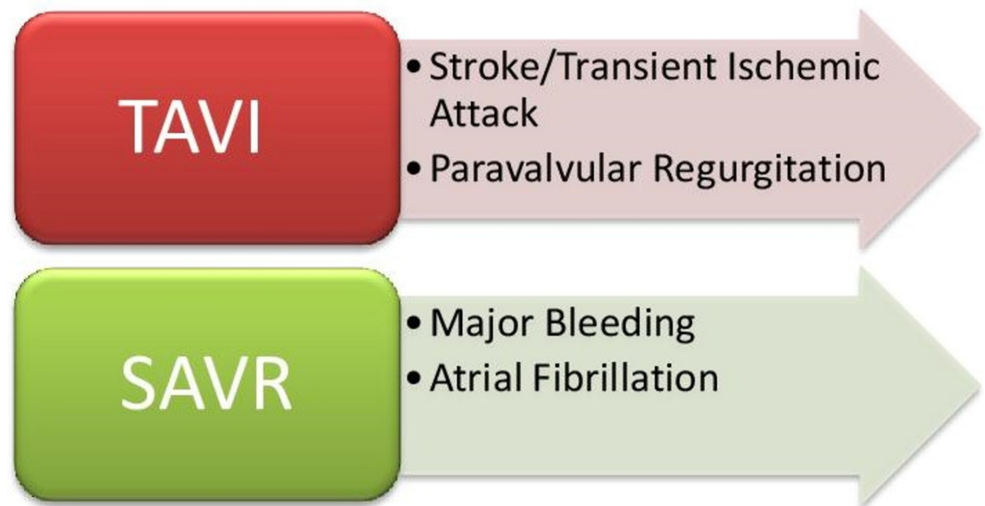 TAVI
• Stroke/Transient Ischemic
Attack
• Paravalvular Regurgitation
SAVR
• Major Bleeding
• Atrial Fibrillation